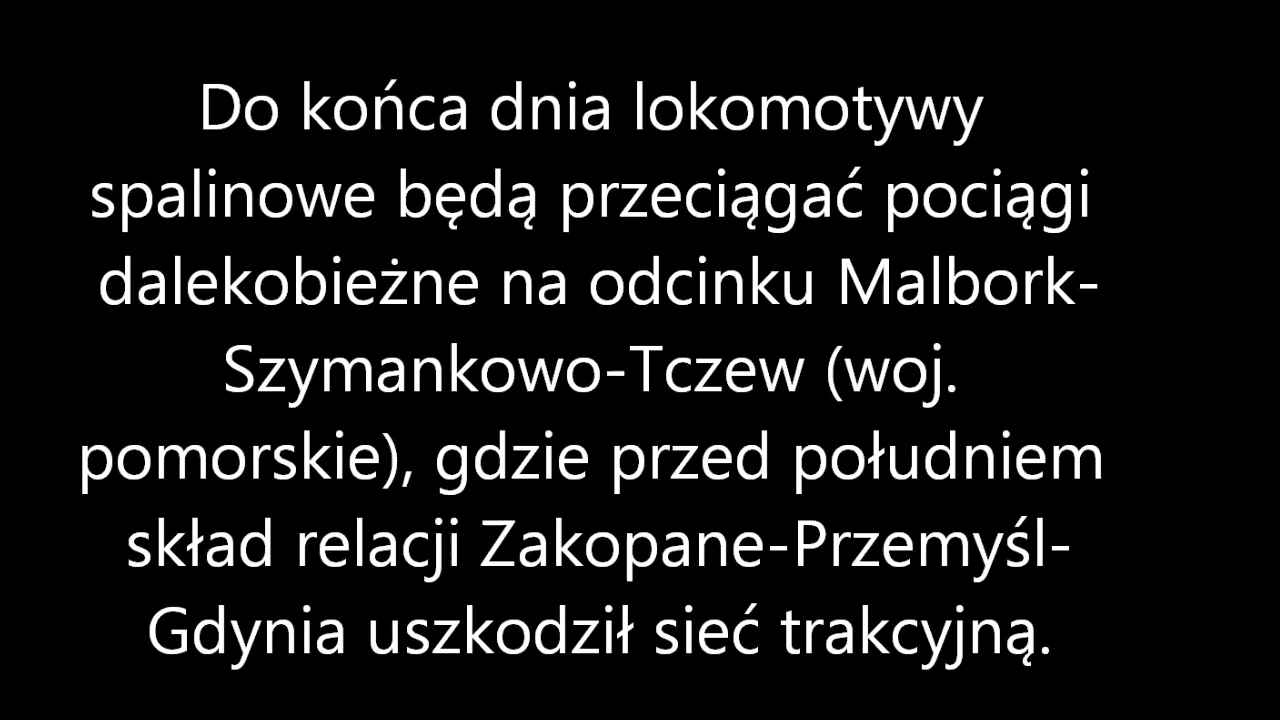 Do końca dnia lokomotywy
spalinowe będą przeciągać pociągi
dalekobieżne na odcinku Malbork-
Szymankowo-Tczew (woj.
pomorskie), gdzie przed południem
skład relacji Zakopane-Przemyśl-
Gdynia uszkodził sieć trakcyjną.